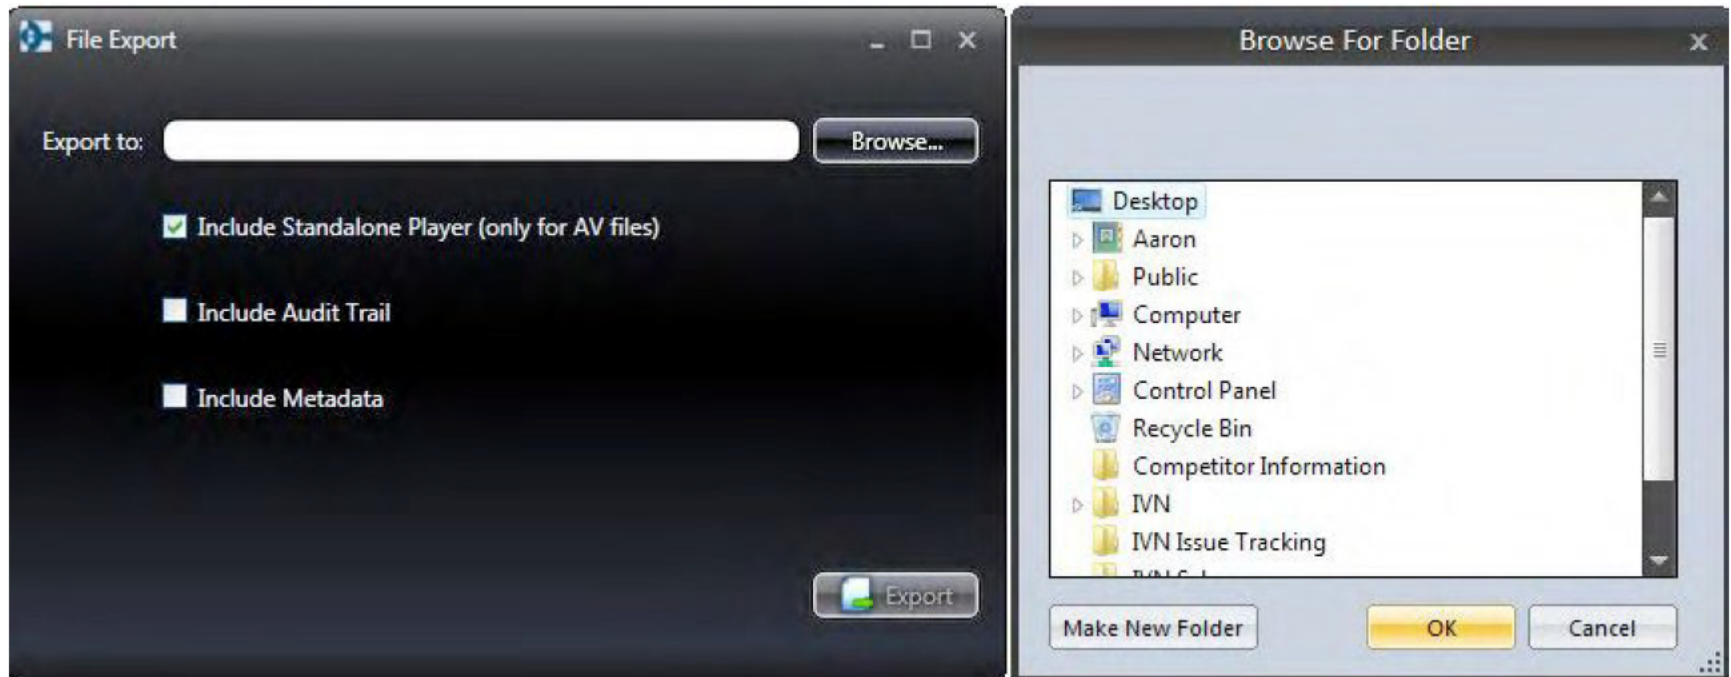 File Export
Export to:
Browse...
Include Standalone Player (only for AV files)
Include Audit Trail
Include Metadata
Export
Browse For Folder
Desktop
Aaron
Public
Computer
Network
Control Panel
Recycle Bin
Competitor Information
IVN
IVN Issue Tracking
IVN
Make New Folder
OK
Cancel